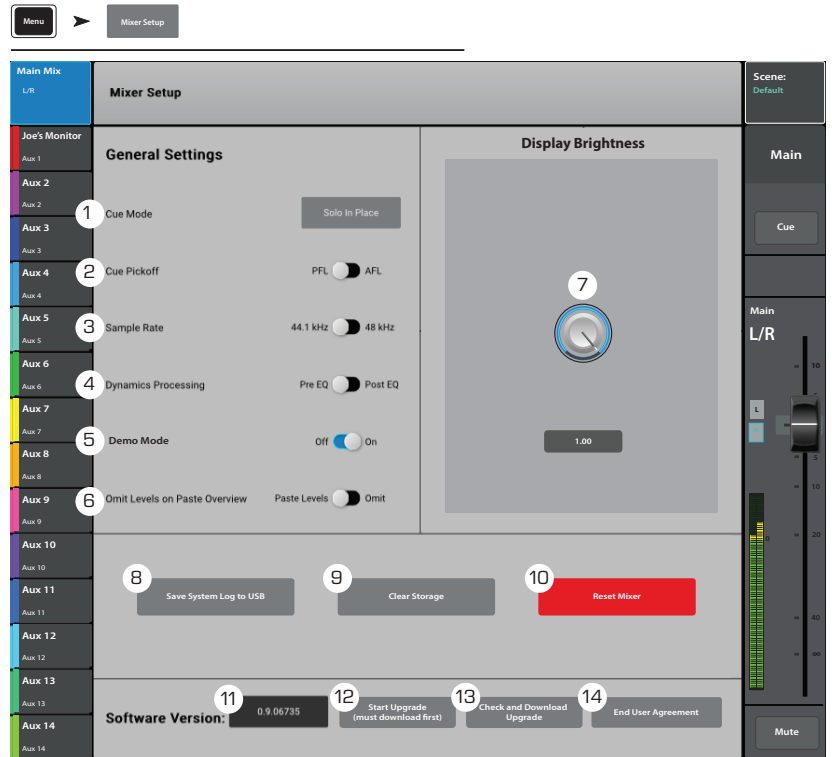 Menu
Mixer Setup
Main Mix
L/R
Mixer Setup
Scene:
Default
Joe's Monitor
Aux 1
Aux 2
Aux 2
Aux 3
Aux 3
Aux 4
Aux 4
Aux 5
Aux 5
Aux 6
Aux 6
Aux 7
Aux 7
Aux 8
Aux 8
Aux 9
Aux 9
Aux 10
Aux 10
Aux 11
Aux 11
Aux 12
Aux 12
Aux 13
Aux 13
Aux 14
Aux 14
General Settings
1 Cue Mode Solo In Place
2 Cue Pickoff PFL AFL
3 Sample Rate 44.1 kHz 48 kHz
4 Dynamics Processing Pre EQ Post EQ
5 Demo Mode Off On
6 Omit Levels on Paste Overview Paste Levels Omit
Display Brightness
7
1.00
8 Save System Log to USB
9 Clear Storage
10 Reset Mixer
Software Version:
11 0.9.06735
12 Start Upgrade
(must download first)
13 Check and Download
Upgrade
14 End User Agreement
Main
Cue
Main
L/R
10
L
5
10
0
20
40
∞
Mute